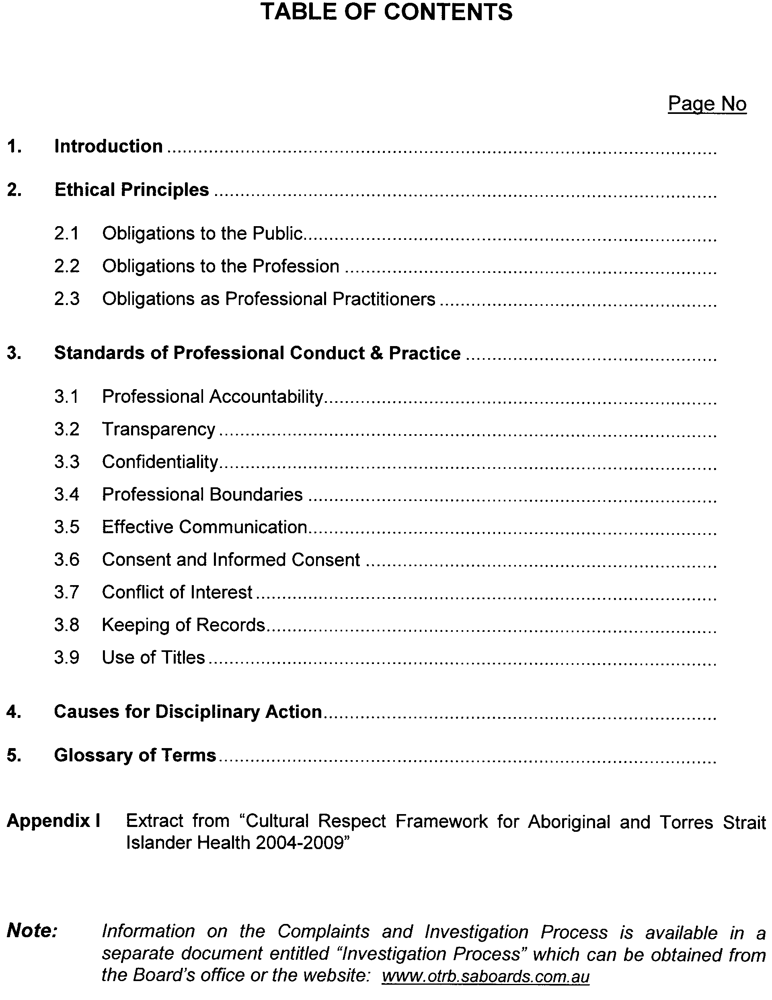 TABLE OF CONTENTS
Page No
1. Introduction ................................................................................
2. Ethical Principles ................................................................................
2.1 Obligations to the Public................................................................................
2.2 Obligations to the Profession ................................................................................
2.3 Obligations as Professional Practitioners ................................................................................
3. Standards of Professional Conduct & Practice ................................................................................
3.1 Professional Accountability................................................................................
3.2 Transparency ................................................................................
3.3 Confidentiality................................................................................
3.4 Professional Boundaries ................................................................................
3.5 Effective Communication................................................................................
3.6 Consent and Informed Consent ................................................................................
3.7 Conflict of Interest ................................................................................
3.8 Keeping of Records................................................................................
3.9 Use of Titles ................................................................................
4. Causes for Disciplinary Action................................................................................
5. Glossary of Terms................................................................................
Appendix I Extract from “Cultural Respect Framework for Aboriginal and Torres Strait
Islander Health 2004-2009”
Note: Information on the Complaints and Investigation Process is available in a
separate document entitled “Investigation Process” which can be obtained from
the Board’s office or the website: www.otrb.saboards.com.au